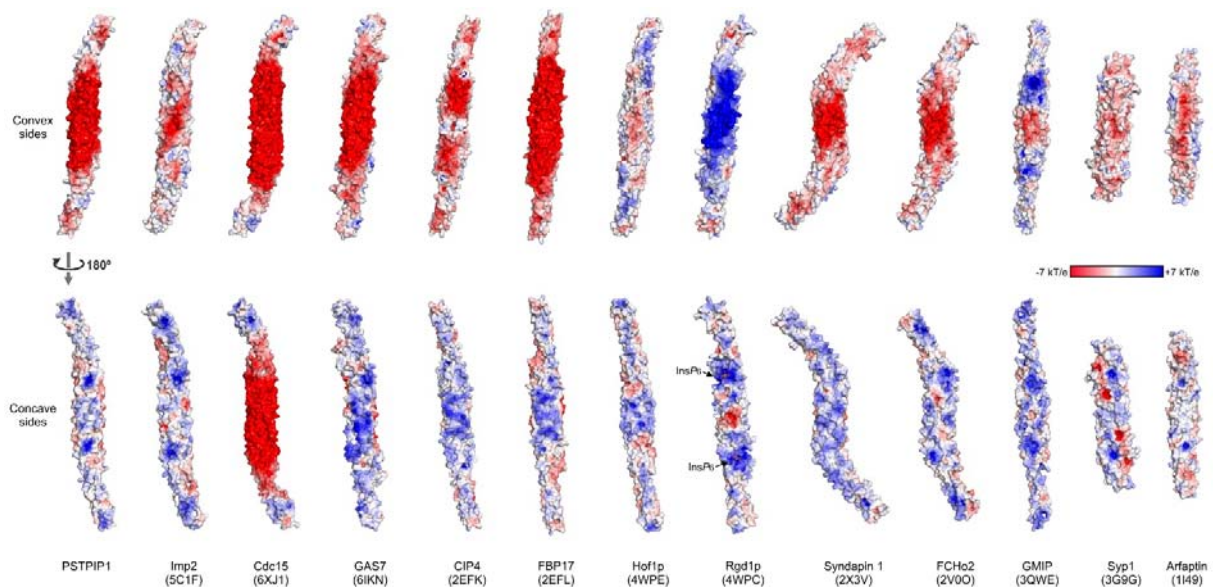 Convex
sides
180º
-7 kT/e +7 kT/e
InsP6
Concave
sides
InsP6
PSTPIP1 Imp2 Cdc15 GAS7 CIP4 FBP17 Hof1p Rgd1p Syndapin 1 FCHo2 GMIP Syp1 Arfaptin
(5C1F) (6XJ1) (6IKN) (2EFK) (2EFL) (4WPE) (4WPC) (2X3V) (2V0O) (3QWE) (3G9G) (1I49)